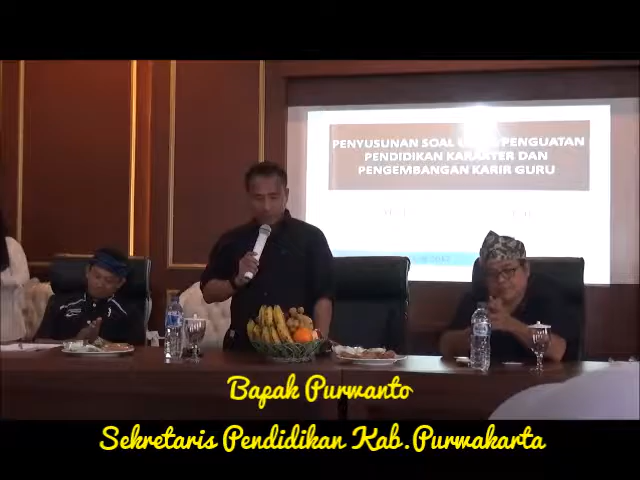 PENYUSUNAN SOAL PENGUATAN
PENDIDIKAN KARAKTER DAN
PENGEMBANGAN KARIR GURU
Bapak Purwanto
Sekretaris Pendidikan Kab. Purwakarta